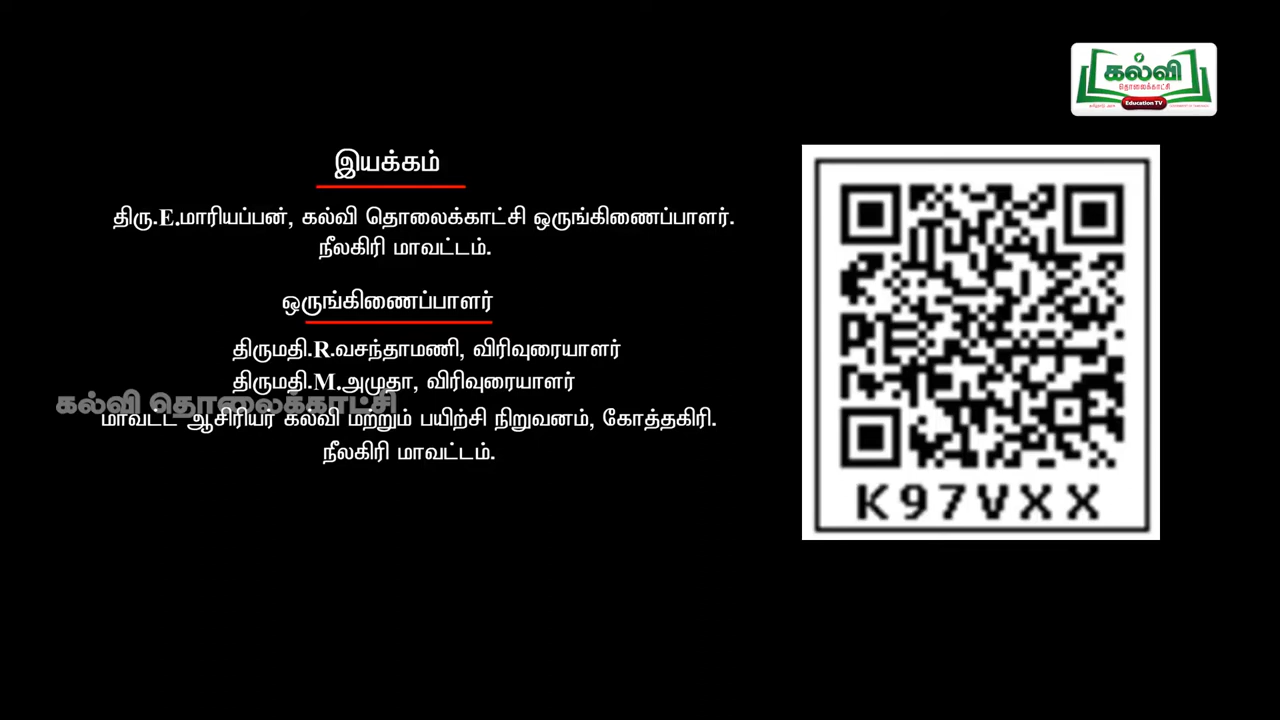 கல்வி
தொலைக்காட்சி
Education TV
இயக்கம்
திரு.E.மாரியப்பன், கல்வி தொலைக்காட்சி ஒருங்கிணைப்பாளர்.
நீலகிரி மாவட்டம்.
ஒருங்கிணைப்பாளர்
திருமதி.R.வசந்தாமணி, விரிவுரையாளர்
திருமதி.M.அமுதா, விரிவுரையாளர்
கல்வி தொலைக்காட்சி
மாவட்ட ஆசிரியர் கல்வி மற்றும் பயிற்சி நிறுவனம், கோத்தகிரி.
நீலகிரி மாவட்டம்.
K97VXX